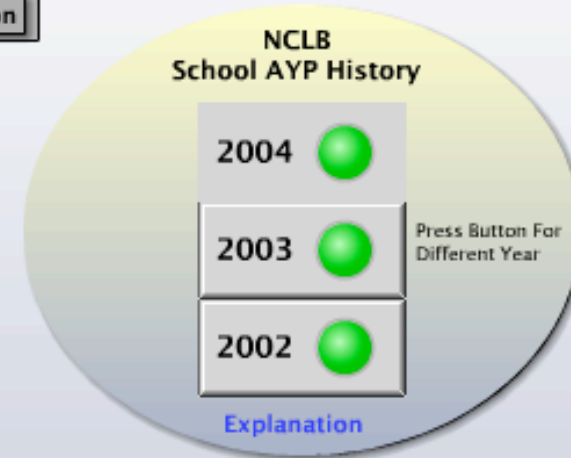 n
NCLB
School AYP History
2004
2003
Press Button For
Different Year
2002
Explanation